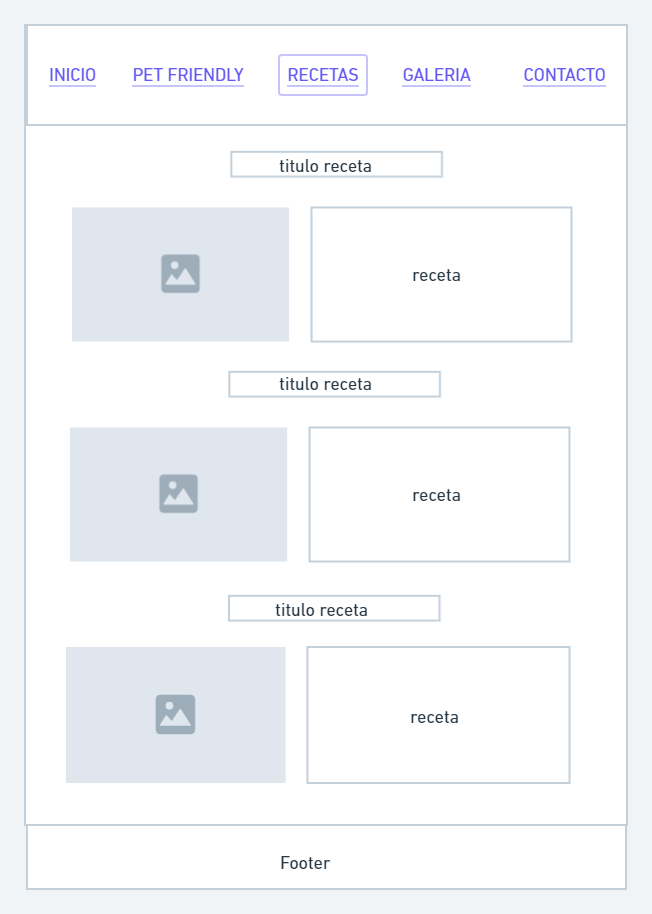 INICIO PET FRIENDLY RECETAS GALERIA CONTACTO
titulo receta
receta
titulo receta
receta
titulo receta
receta
Footer